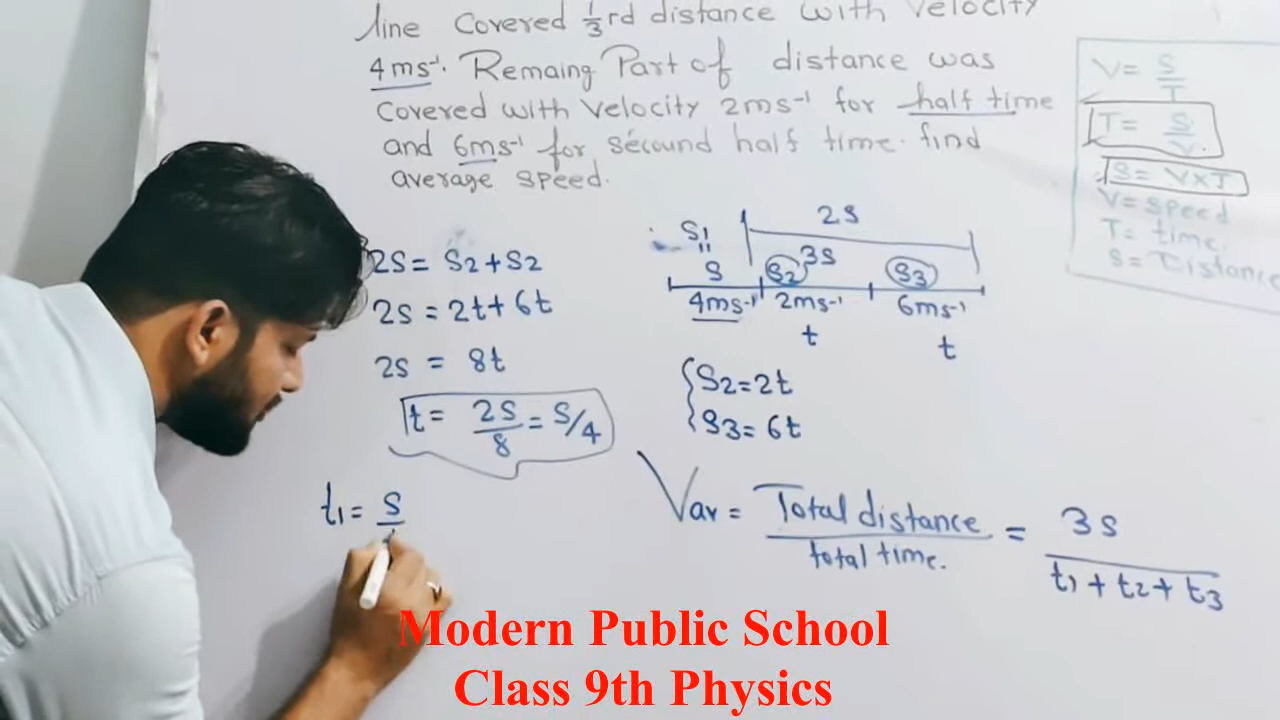 line Covered 1/3rd distance with velocity
4ms⁻¹. Remaing Part of distance was
Covered with Velocity 2ms⁻¹ for half time
and 6ms⁻¹ for secound half time. find
average speed.
V= S/T
T= S/V.
S= V×T
V= speed
T= time.
S= Distance
2S= S2+S2
2S = 2t+6t
2S = 8t
t= 2S/8 = S/4
t1= S
2S
S1
"
3S
S S2 S3
4ms⁻¹ 2ms⁻¹ 6ms⁻¹
t t
S2=2t
S3=6t
Vav = Total distance/total time. = 3S/t1+t2+t3
Modern Public School
Class 9th Physics